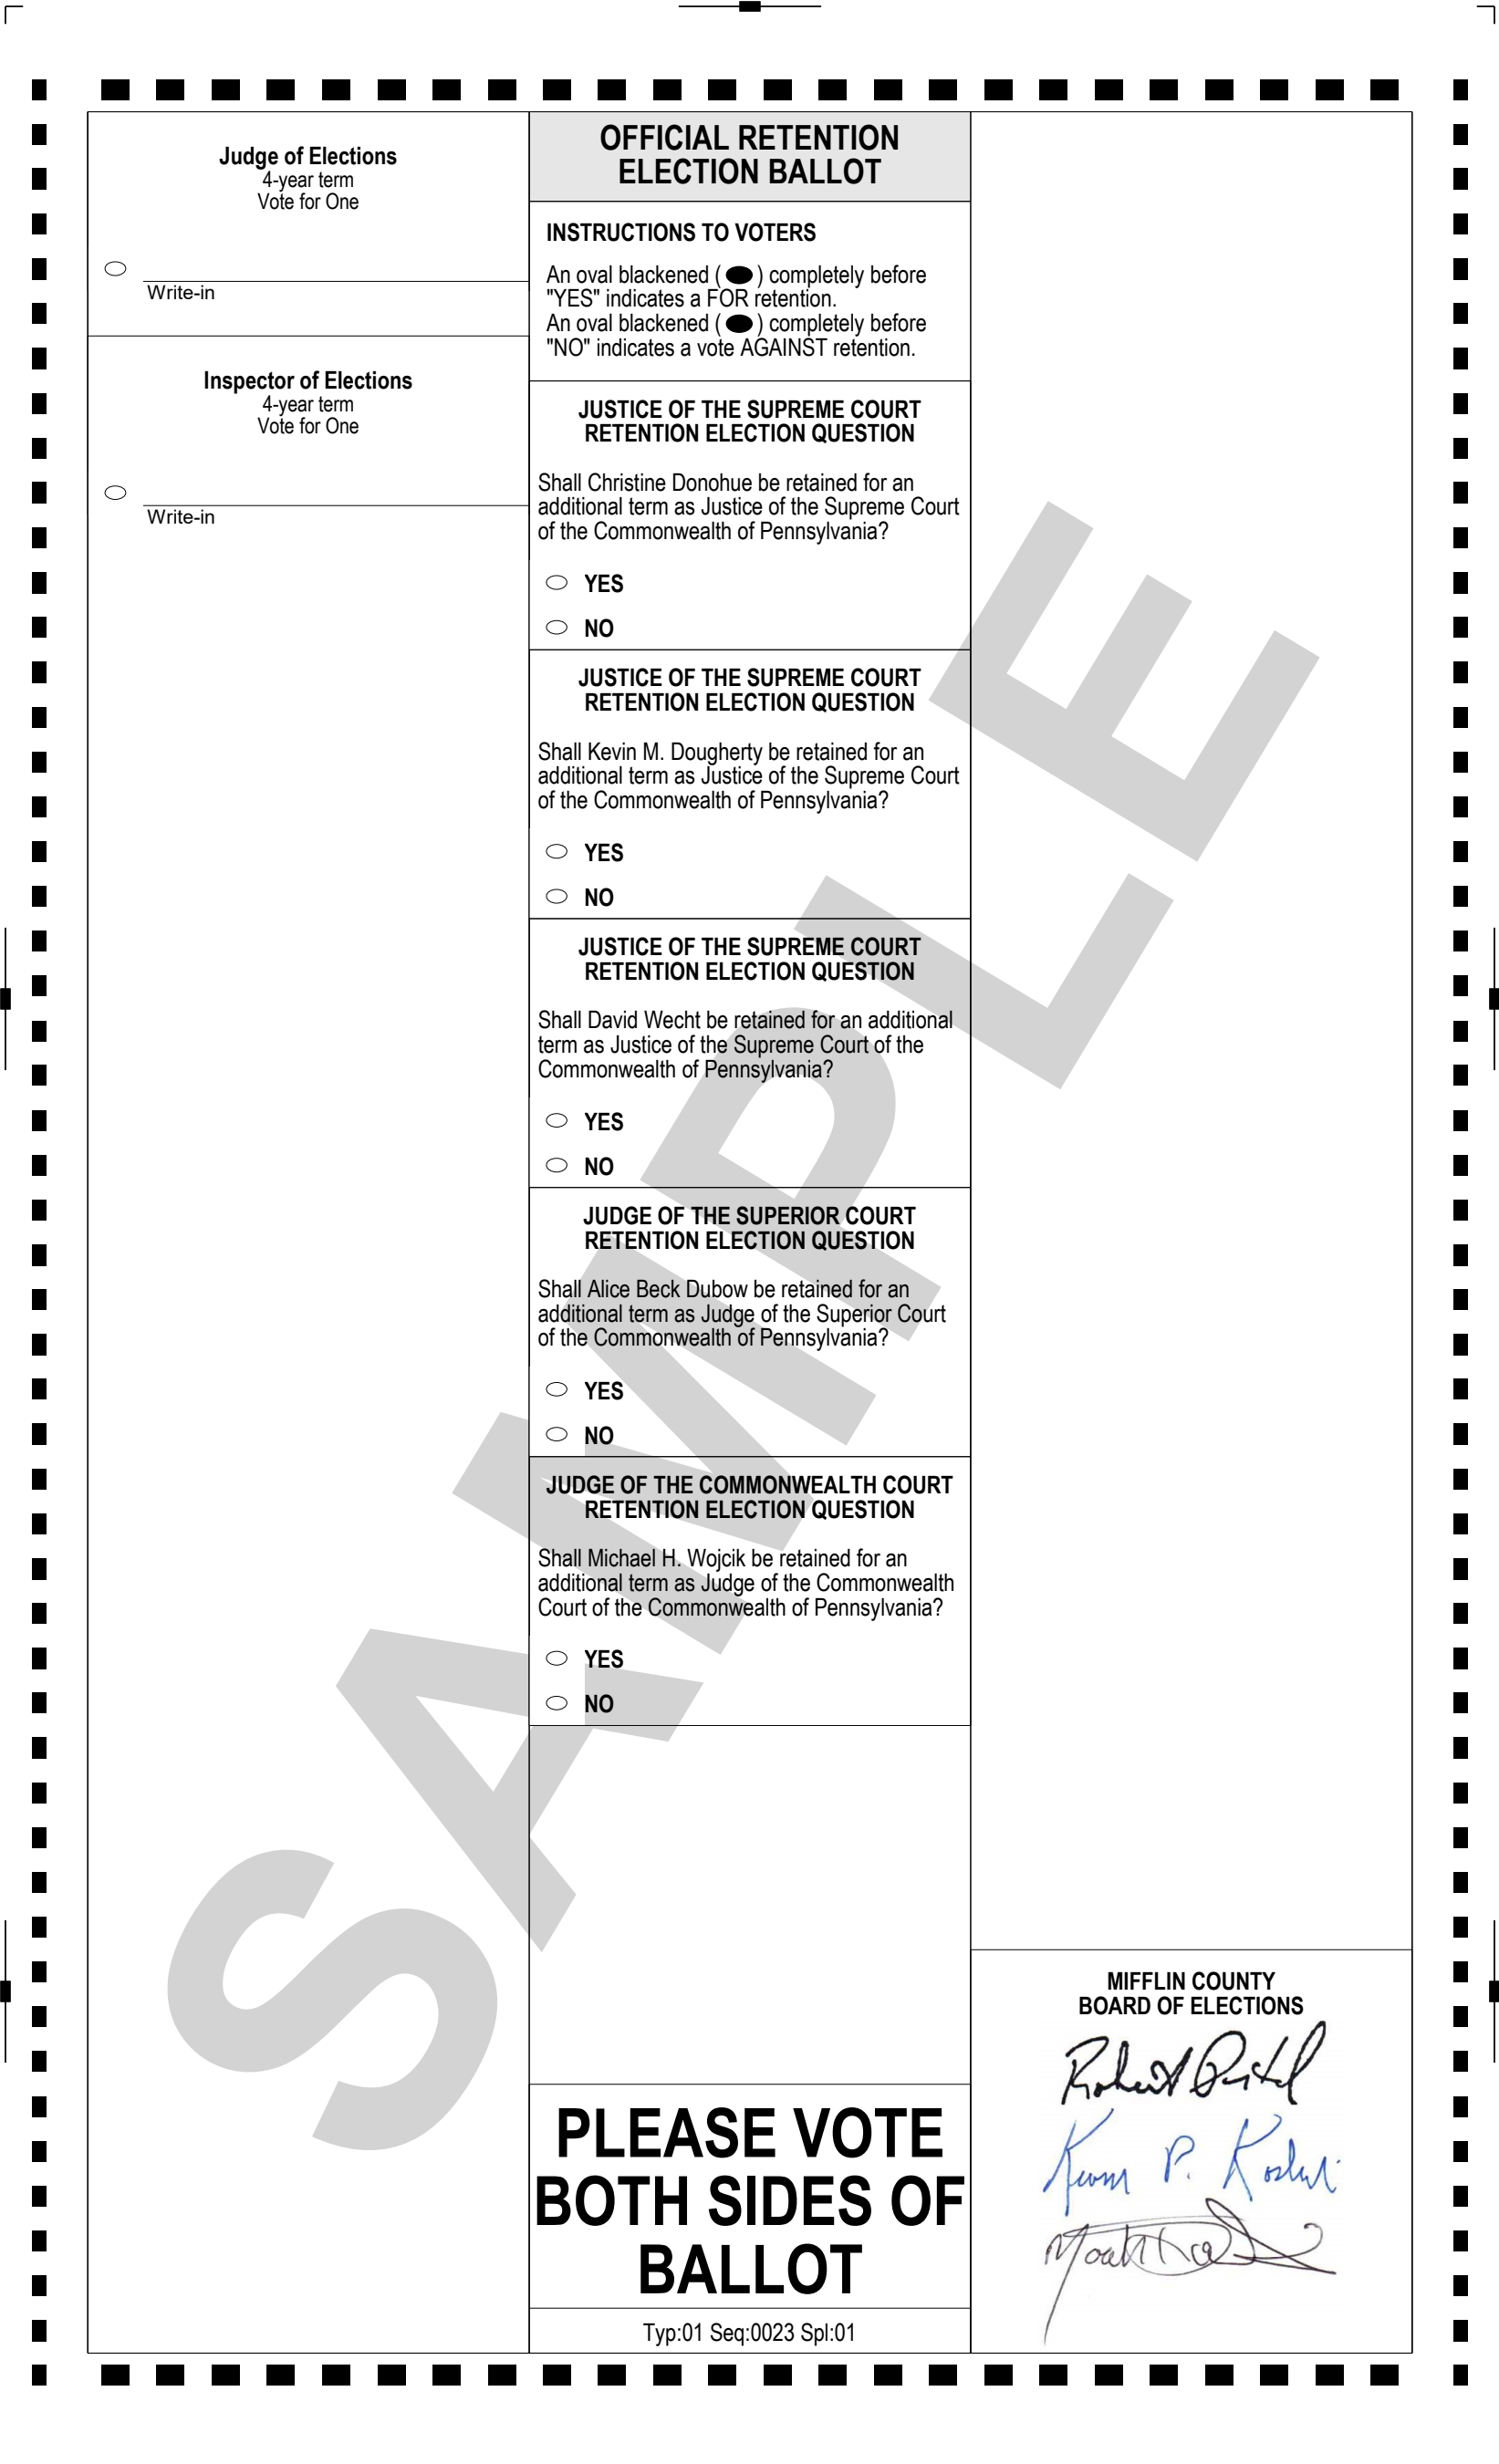 Judge of Elections
4-year term
Vote for One
Write-in
Inspector of Elections
4-year term
Vote for One
Write-in
OFFICIAL RETENTION
ELECTION BALLOT
INSTRUCTIONS TO VOTERS
An oval blackened ( ) completely before
"YES" indicates a FOR retention.
An oval blackened ( ) completely before
"NO" indicates a vote AGAINST retention.
JUSTICE OF THE SUPREME COURT
RETENTION ELECTION QUESTION
Shall Christine Donohue be retained for an
additional term as Justice of the Supreme Court
of the Commonwealth of Pennsylvania?
YES
NO
JUSTICE OF THE SUPREME COURT
RETENTION ELECTION QUESTION
Shall Kevin M. Dougherty be retained for an
additional term as Justice of the Supreme Court
of the Commonwealth of Pennsylvania?
YES
NO
JUSTICE OF THE SUPREME COURT
RETENTION ELECTION QUESTION
Shall David Wecht be retained for an additional
term as Justice of the Supreme Court of the
Commonwealth of Pennsylvania?
YES
NO
JUDGE OF THE SUPERIOR COURT
RETENTION ELECTION QUESTION
Shall Alice Beck Dubow be retained for an
additional term as Judge of the Superior Court
of the Commonwealth of Pennsylvania?
YES
NO
JUDGE OF THE COMMONWEALTH COURT
RETENTION ELECTION QUESTION
Shall Michael H. Wojcik be retained for an
additional term as Judge of the Commonwealth
Court of the Commonwealth of Pennsylvania?
YES
NO
PLEASE VOTE
BOTH SIDES OF
BALLOT
Typ:01 Seq:0023 Spl:01
MIFFLIN COUNTY
BOARD OF ELECTIONS
Robert
P.
SAMPLE